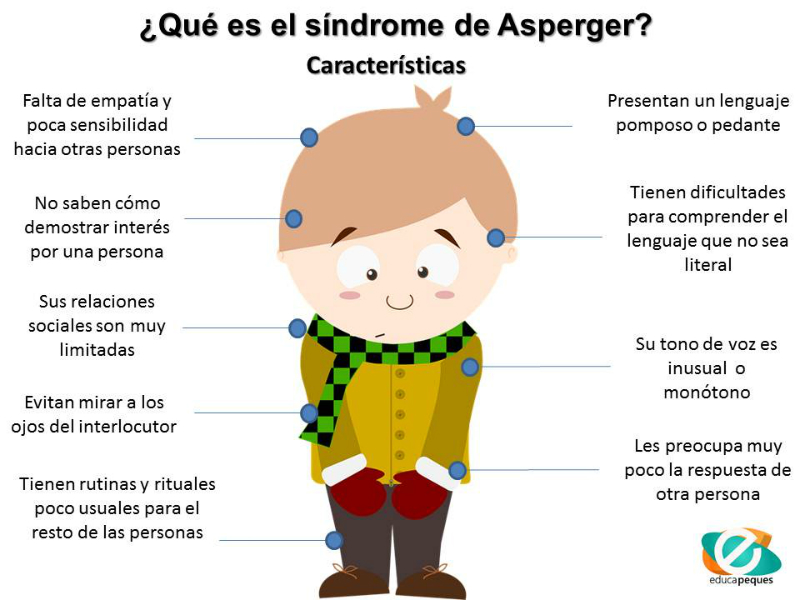 ¿Qué es el síndrome de Asperger?
Características
Falta de empatía y
poca sensibilidad
hacia otras personas
No saben cómo
demostrar interés
por una persona
Sus relaciones
sociales son muy
limitadas
Evitan mirar a los
ojos del interlocutor
Tienen rutinas y rituales
poco usuales para el
resto de las personas
Presentan un lenguaje
pomposo o pedante
Tienen dificultades
para comprender el
lenguaje que no sea
literal
Su tono de voz es
inusual o
monótono
Les preocupa muy
poco la respuesta de
otra persona
educapeques